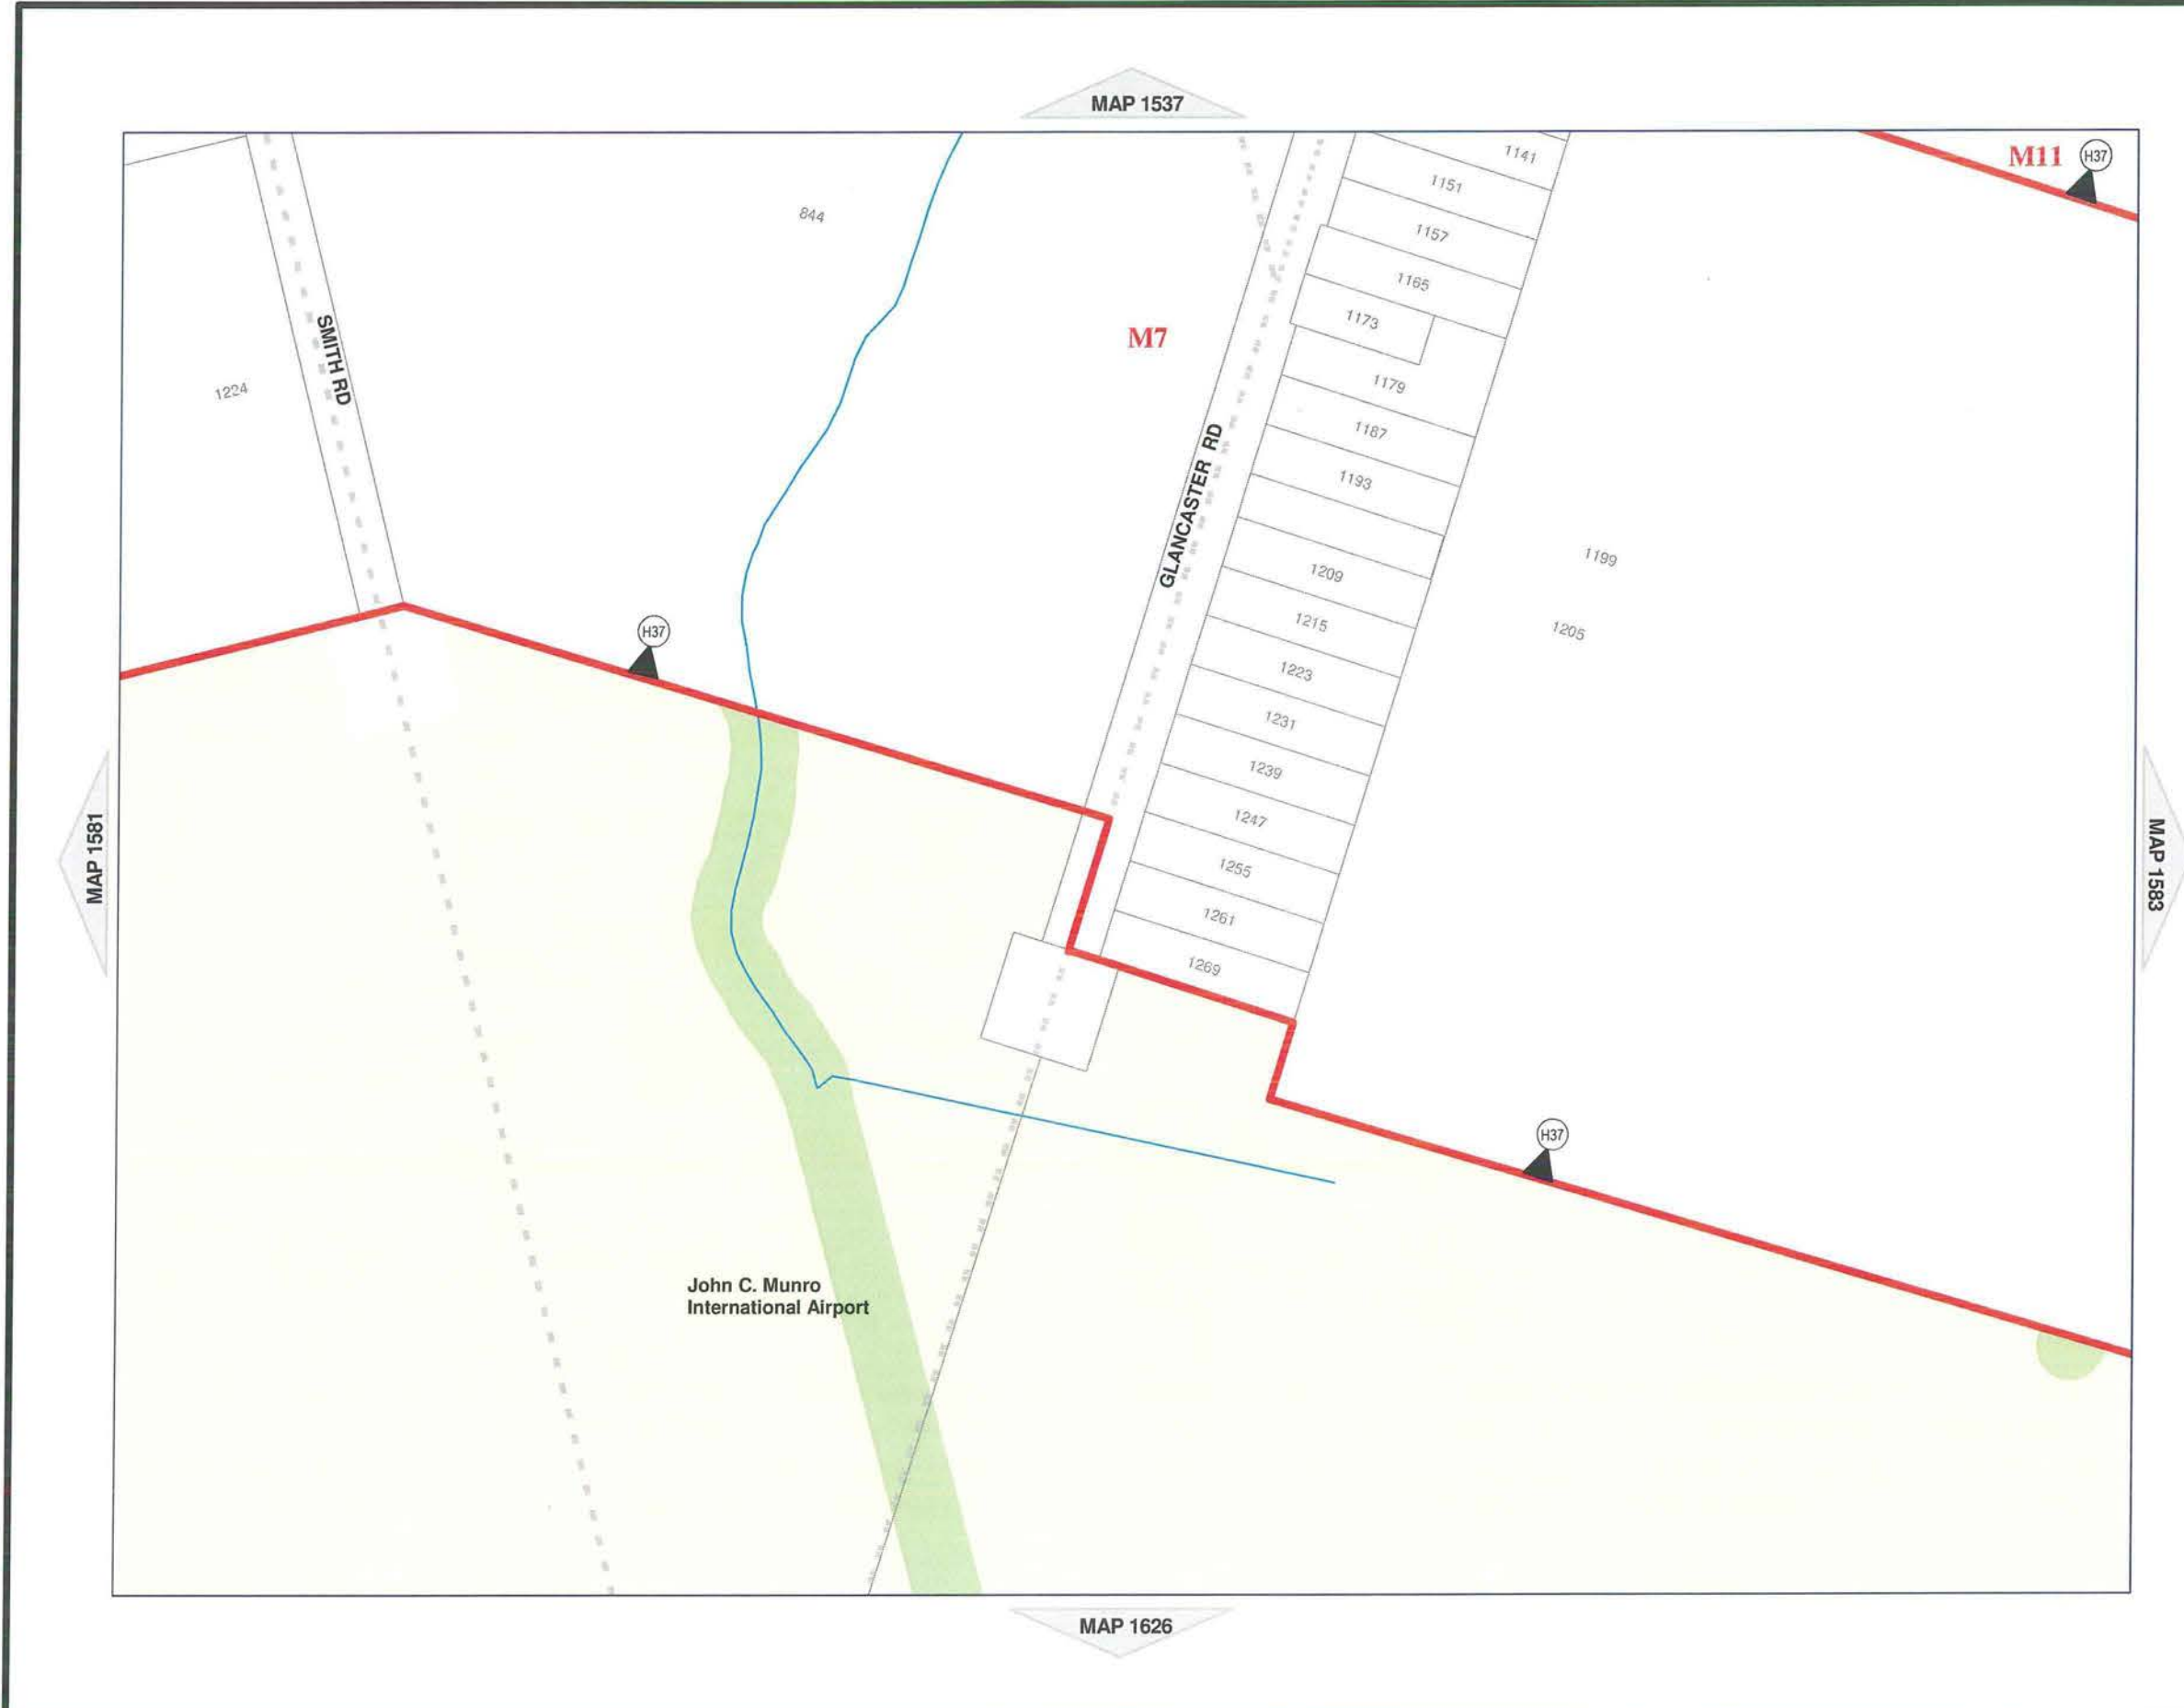 MAP 1537
M11
H37
1141
1151
844
1157
1165
1173
M7
SMITH RD
1224
1179
1187
GLANCASTER RD
1193
1199
1209
1215
1205
H37
1223
1231
1239
1247
MAP 1581
MAP 1583
1255
1261
1269
H37
John C. Munro
International Airport
MAP 1626